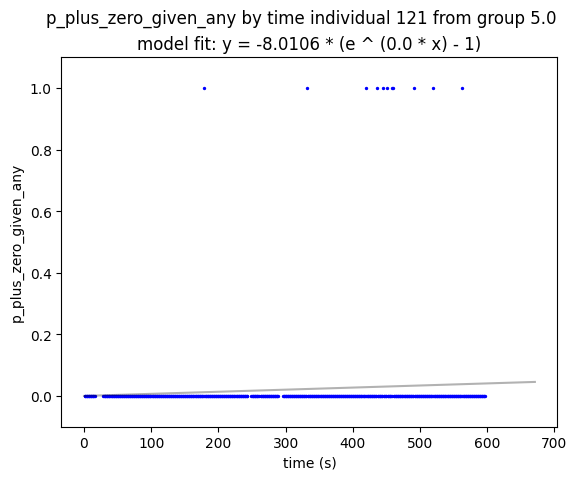 p_plus_zero_given_any by time individual 121 from group 5.0
model fit: y = -8.0106 * (e ^ (0.0 * x) - 1)
p_plus_zero_given_any
1.0
0.8
0.6
0.4
0.2
0.0
0 100 200 300 400 500 600 700
time (s)